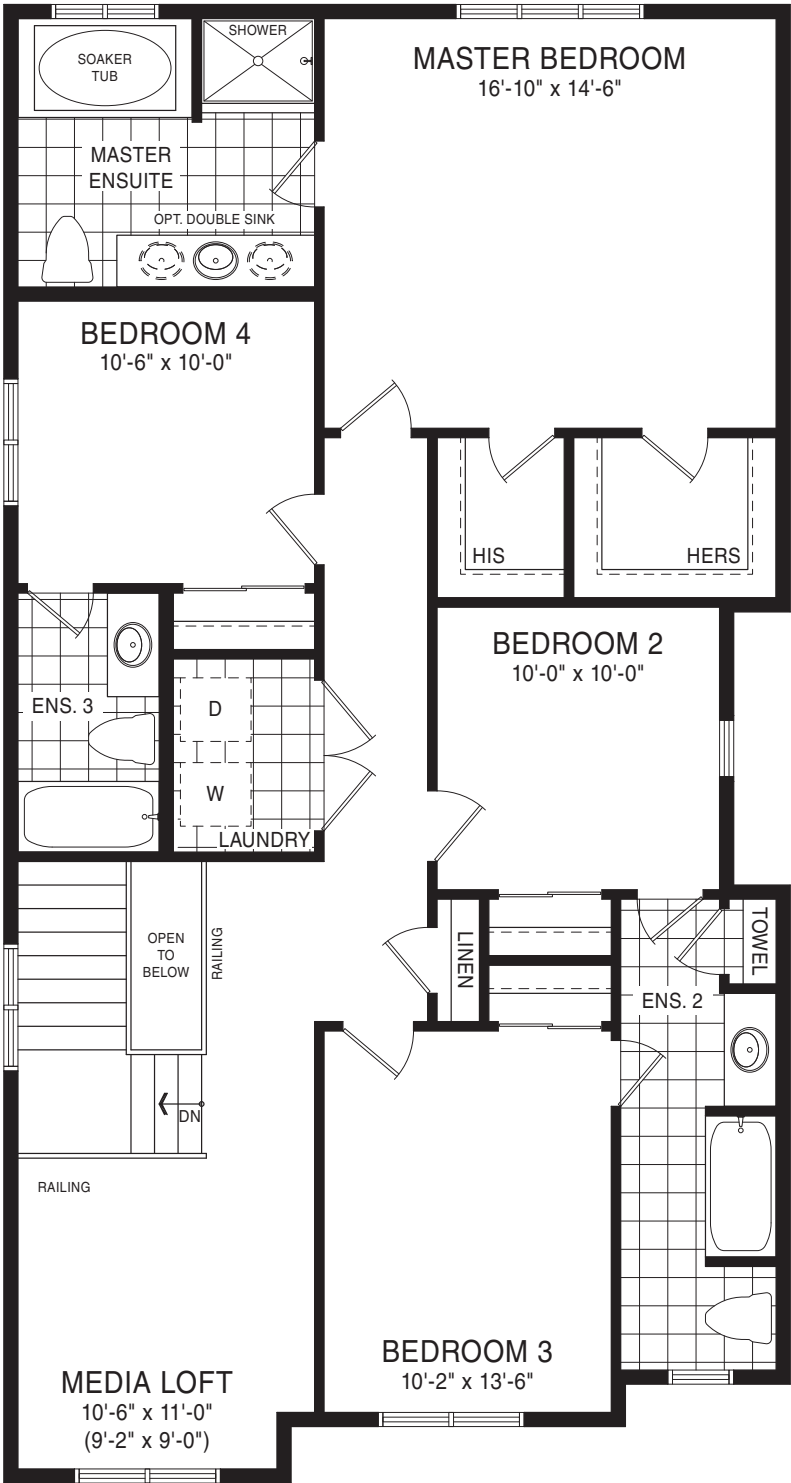 SHOWER
SOAKER
TUB
MASTER BEDROOM
16'-10" x 14'-6"
MASTER
ENSUITE
OPT. DOUBLE SINK
BEDROOM 4
10'-6" x 10'-0"
HIS
HERS
BEDROOM 2
10'-0" x 10'-0"
ENS. 3
D
W
LAUNDRY
OPEN
TO
BELOW
RAILING
LINEN
TOWEL
ENS. 2
DN
RAILING
BEDROOM 3
10'-2" x 13'-6"
MEDIA LOFT
10'-6" x 11'-0"
(9'-2" x 9'-0")